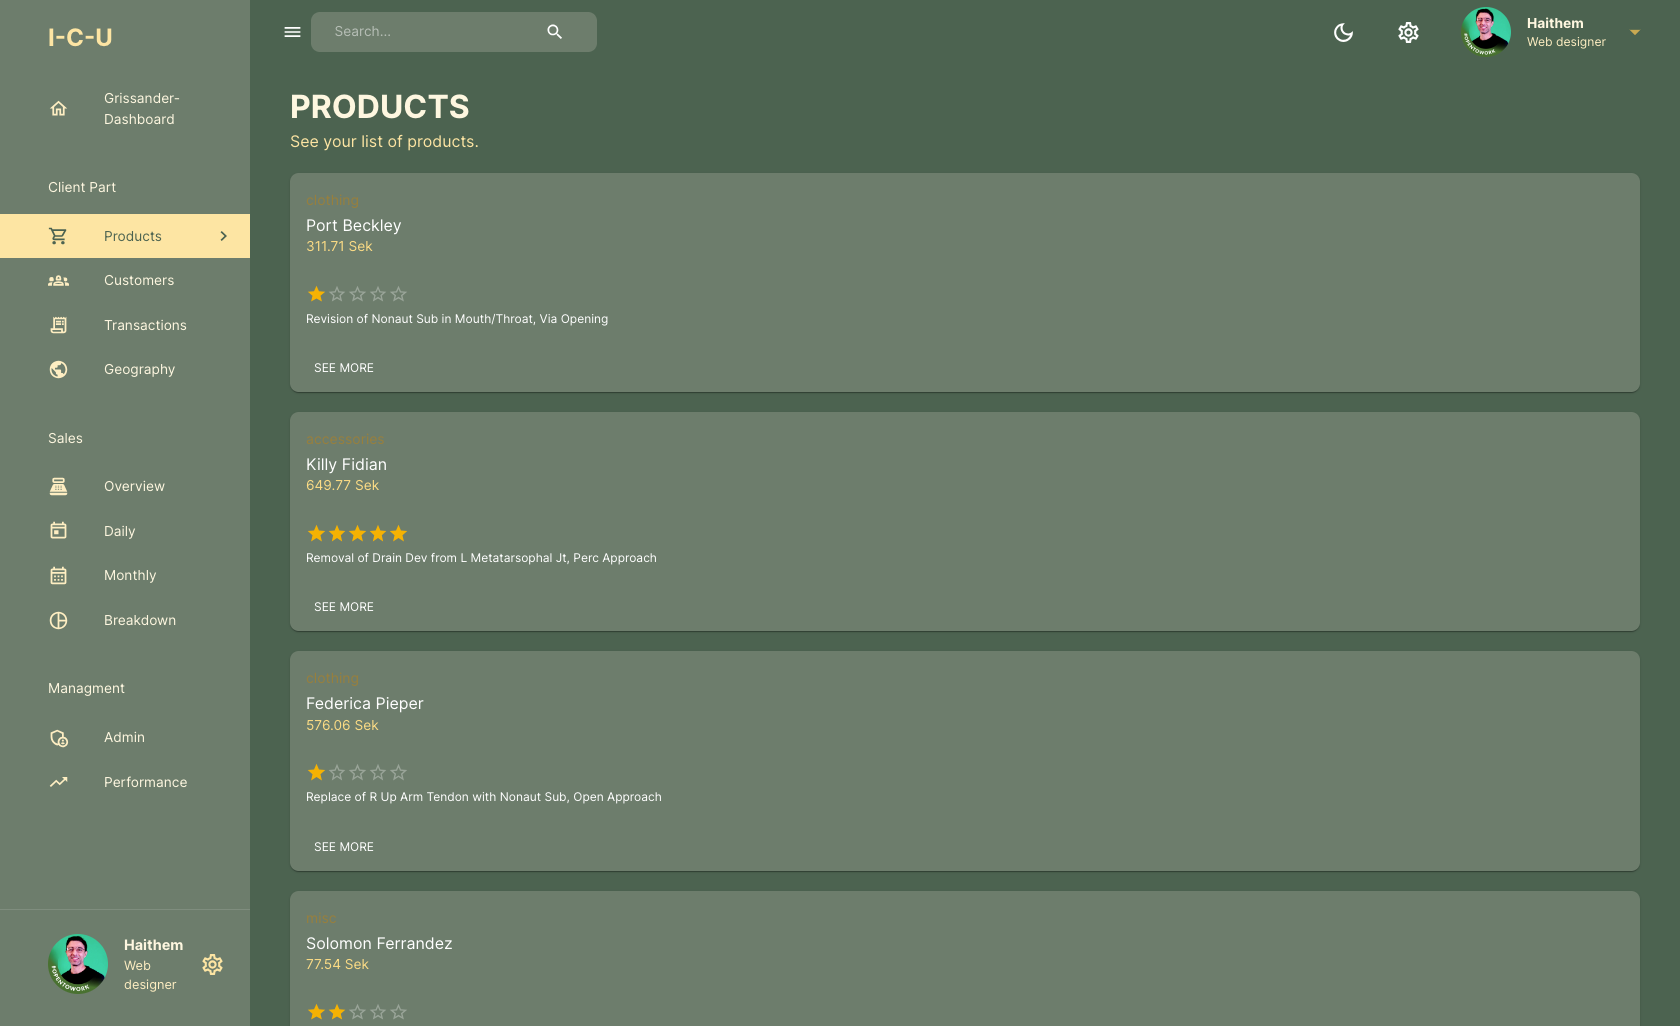 I-C-U
Search...
Haithem
Web designer
Grissander-
Dashboard
Client Part
Products
Customers
Transactions
Geography
Sales
Overview
Daily
Monthly
Breakdown
Managment
Admin
Performance
#OPENTOWORK
Haithem
Web
designer
PRODUCTS
See your list of products.
clothing
Port Beckley
311.71 Sek
Revision of Nonaut Sub in Mouth/Throat, Via Opening
SEE MORE
accessories
Killy Fidian
649.77 Sek
Removal of Drain Dev from L Metatarsophal Jt, Perc Approach
SEE MORE
clothing
Federica Pieper
576.06 Sek
Replace of R Up Arm Tendon with Nonaut Sub, Open Approach
SEE MORE
misc
Solomon Ferrandez
77.54 Sek